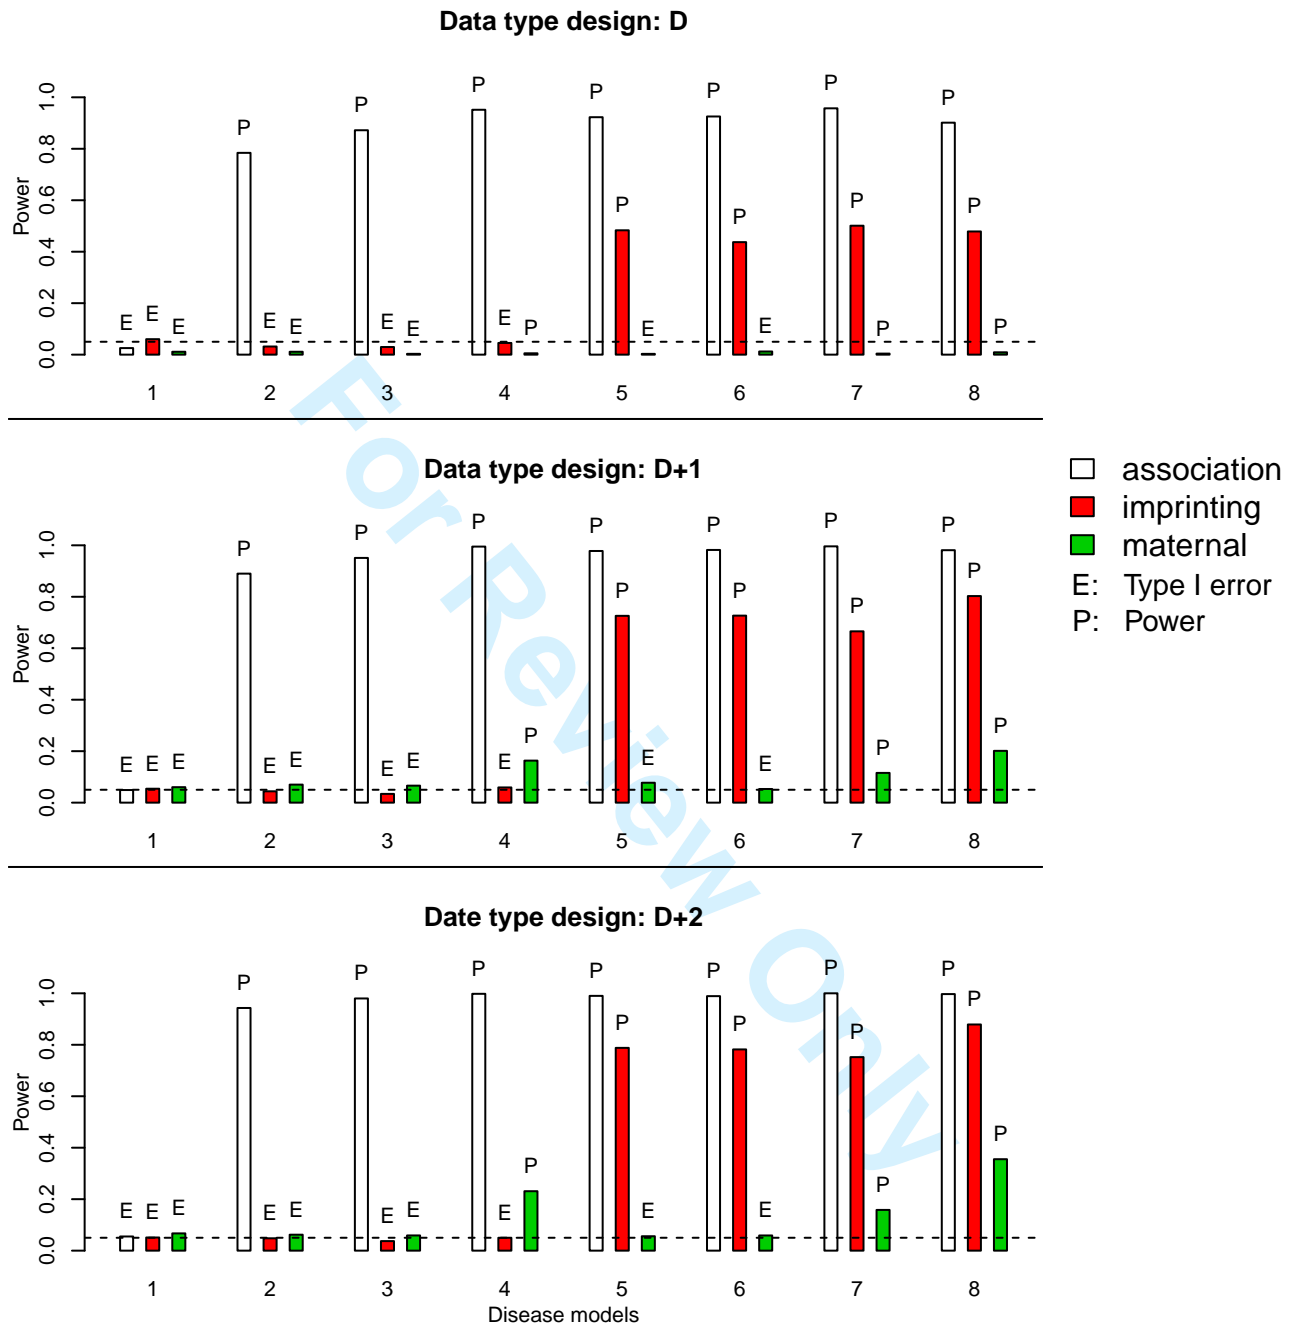 Data type design: D
P P P P P P P
P P P P
E E E E E E E E P E E P P
Power
0.0 0.2 0.4 0.6 0.8 1.0
1 2 3 4 5 6 7 8
Data type design: D+1
P P P P P P P
P P P P
E E E E E E E E P E E P P
Power
0.0 0.2 0.4 0.6 0.8 1.0
1 2 3 4 5 6 7 8
association
imprinting
maternal
E: Type I error
P: Power
Date type design: D+2
P P P P P P P
P P P P
E E E E E E E E P E E P P
Power
0.0 0.2 0.4 0.6 0.8 1.0
1 2 3 4 5 6 7 8
Disease models
For Review Only